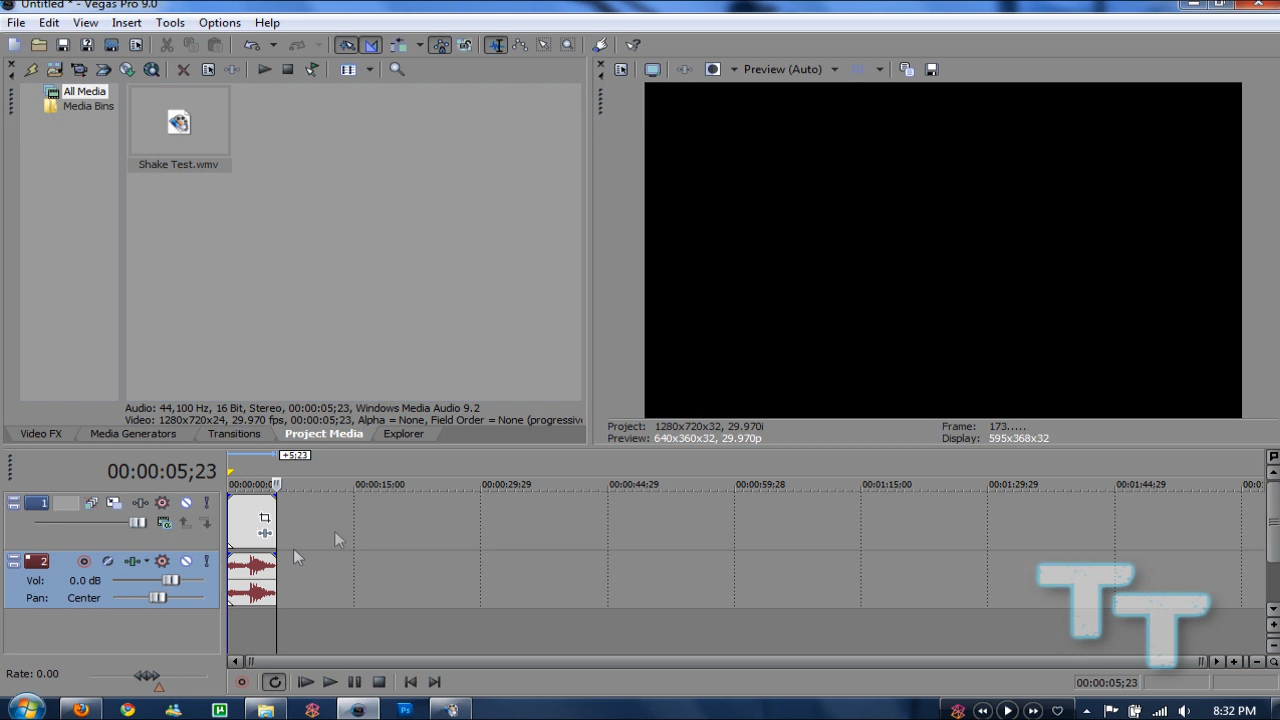 Untitled * - Vegas Pro 9.0
File Edit View Insert Tools Options Help
Preview (Auto)
All Media
Media Bins
Shake Test.wmv
Audio: 44,100 Hz, 16 Bit, Stereo, 00:00:05;23, Windows Media Audio 9.2
Video: 1280x720x24, 29.970 fps, 00:00:05;23, Alpha = None, Field Order = None (progressive
Project: 1280x720x32, 29.970i
Frame: 173.....
Preview: 640x360x32, 29.970p
Display: 595x368x32
Video FX Media Generators Transitions Project Media Explorer
+5;23
00:00:05;23
00:00:00: 00:00:15:00 00:00:29:29 00:00:44:29 00:00:59:28 00:01:15:00 00:01:29:29 00:01:44:29 00:0
1
2
Vol: 0.0 dB
Pan: Center
TT
Rate: 0.00
00:00:05;23
Ps
8:32 PM